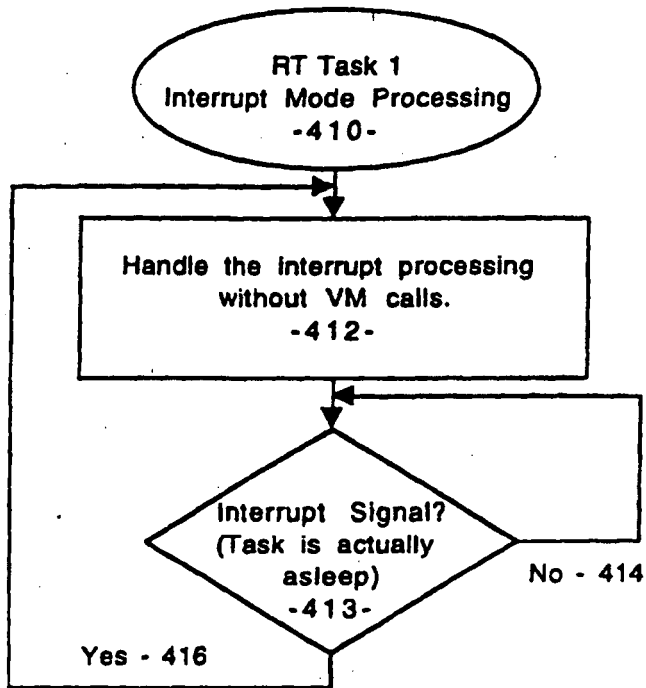 RT Task 1
Interrupt Mode Processing
-410-
Handle the interrupt processing
without VM calls.
-412-
Interrupt Signal?
(Task is actually
asleep)
-413-
No - 414
Yes - 416